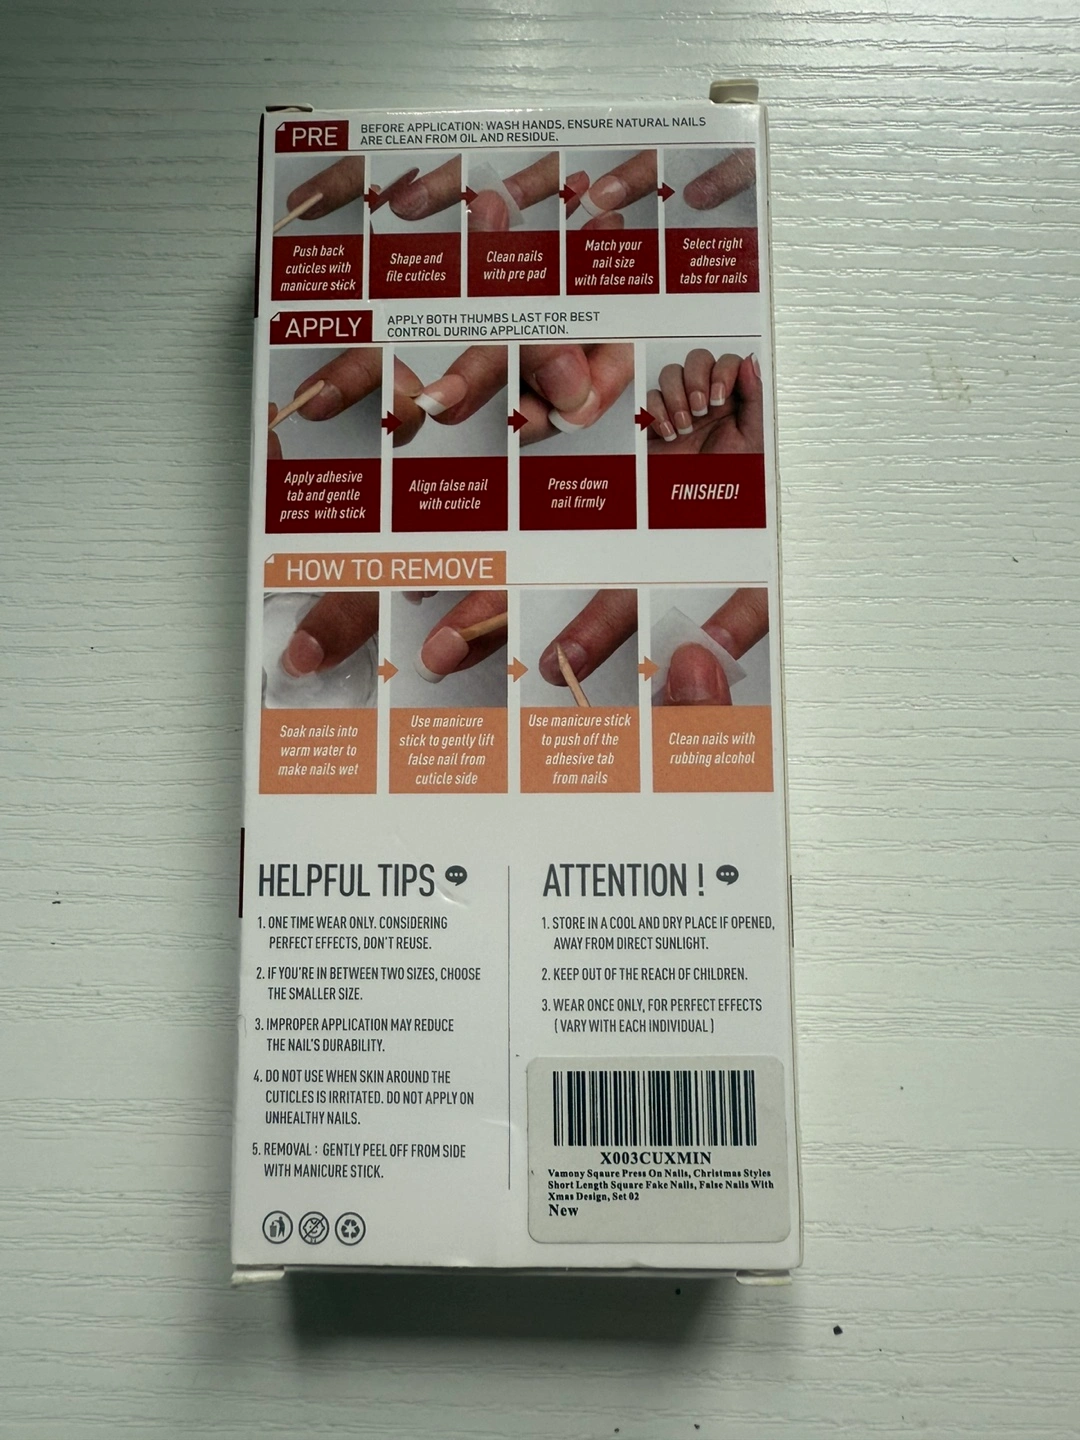 PRE
BEFORE APPLICATION: WASH HANDS, ENSURE NATURAL NAILS
ARE CLEAN FROM OIL AND RESIDUE.
Push back
cuticles with
manicure stick
Shape and
file cuticles
Clean nails
with pre pad
Match your
nail size
with false nails
Select right
adhesive
tabs for nails
APPLY
APPLY BOTH THUMBS LAST FOR BEST
CONTROL DURING APPLICATION.
Apply adhesive
tab and gentle
press with stick
Align false nail
with cuticle
Press down
nail firmly
FINISHED!
HOW TO REMOVE
Soak nails into
warm water to
make nails wet
Use manicure
stick to gently lift
false nail from
cuticle side
Use manicure stick
to push off the
adhesive tab
from nails
Clean nails with
rubbing alcohol
HELPFUL TIPS
1. ONE TIME WEAR ONLY. CONSIDERING
PERFECT EFFECTS, DON'T REUSE.
2. IF YOU'RE IN BETWEEN TWO SIZES, CHOOSE
THE SMALLER SIZE.
3. IMPROPER APPLICATION MAY REDUCE
THE NAIL'S DURABILITY.
4. DO NOT USE WHEN SKIN AROUND THE
CUTICLES IS IRRITATED. DO NOT APPLY ON
UNHEALTHY NAILS.
5. REMOVAL : GENTLY PEEL OFF FROM SIDE
WITH MANICURE STICK.
ATTENTION !
1. STORE IN A COOL AND DRY PLACE IF OPENED,
AWAY FROM DIRECT SUNLIGHT.
2. KEEP OUT OF THE REACH OF CHILDREN.
3. WEAR ONCE ONLY, FOR PERFECT EFFECTS
( VARY WITH EACH INDIVIDUAL )
X003CUXMIN
Vamony Sqaure Press On Nails, Christmas Styles
Short Length Square Fake Nails, False Nails With
Xmas Design, Set 02
New